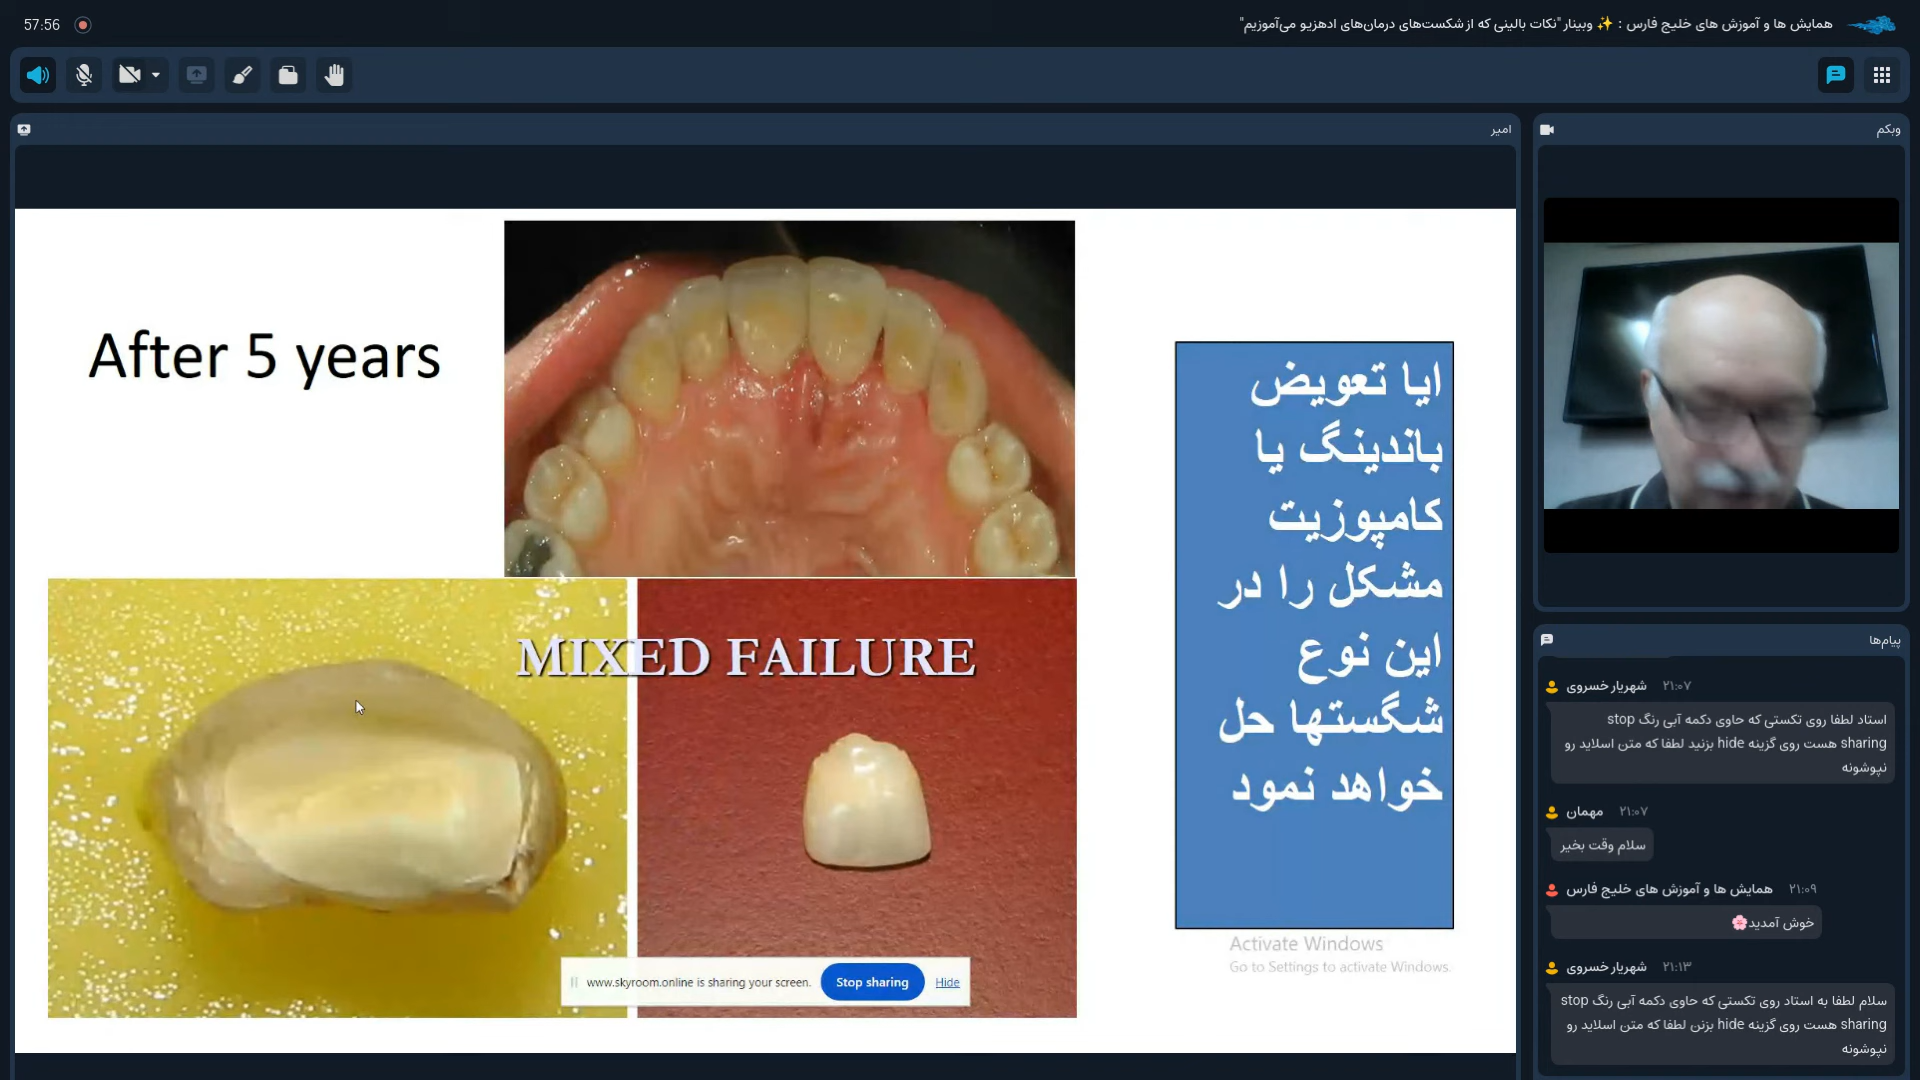 57:56
همایش ها و آموزش های خلیج فارس : ✨ وبینار "نکات بالینی که از شکست‌های درمان‌های ادهزیو می‌آموزیم"
امیر
After 5 years
MIXED FAILURE
ایا تعویض
باندینگ یا
کامپوزیت
مشکل را در
این نوع
شگستها حل
خواهد نمود
Activate Windows
Go to Settings to activate Windows.
www.skyroom.online is sharing your screen.
Stop sharing
Hide
وبکم
پیام‌ها
شهریار خسروی ۲۱:۰۷
استاد لطفا روی تکستی که حاوی دکمه آبی رنگ stop
sharing هست روی گزینه hide بزنید لطفا که متن اسلاید رو
نپوشونه
مهمان ۲۱:۰۷
سلام وقت بخیر
همایش ها و آموزش های خلیج فارس ۲۱:۰۹
خوش آمدید🌸
شهریار خسروی ۲۱:۱۳
سلام لطفا به استاد روی تکستی که حاوی دکمه آبی رنگ stop
sharing هست روی گزینه hide بزنن لطفا که متن اسلاید رو
نپوشونه